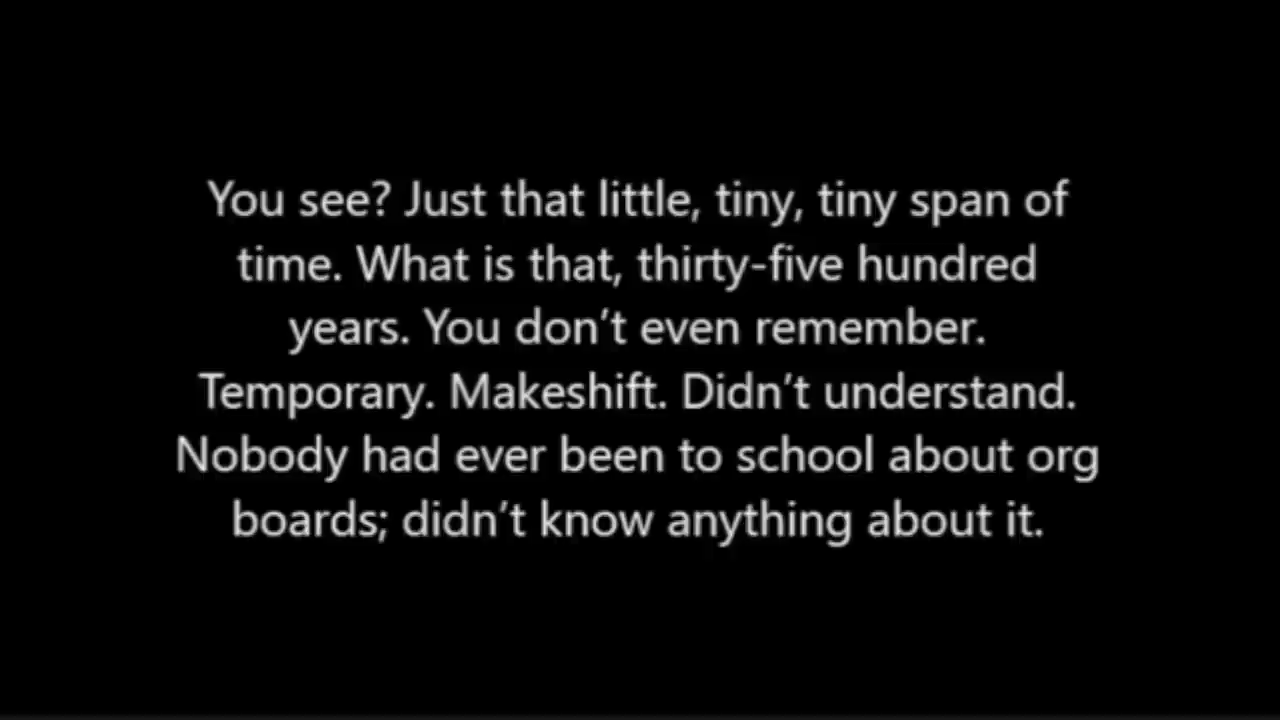 You see? Just that little, tiny, tiny span of
time. What is that, thirty-five hundred
years. You don’t even remember.
Temporary. Makeshift. Didn’t understand.
Nobody had ever been to school about org
boards; didn’t know anything about it.